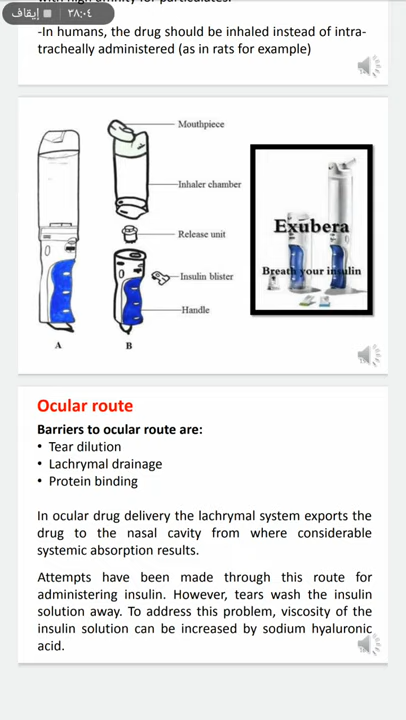 with high affinity for particulates.
٣٨:٠٤ ■ إيقاف
-In humans, the drug should be inhaled instead of intra-
tracheally administered (as in rats for example)
Mouthpiece
Inhaler chamber
Release unit
Insulin blister
Handle
A
B
Exubera
Breath your insulin
Ocular route
Barriers to ocular route are:
• Tear dilution
• Lachrymal drainage
• Protein binding
In ocular drug delivery the lachrymal system exports the
drug to the nasal cavity from where considerable
systemic absorption results.
Attempts have been made through this route for
administering insulin. However, tears wash the insulin
solution away. To address this problem, viscosity of the
insulin solution can be increased by sodium hyaluronic
acid.